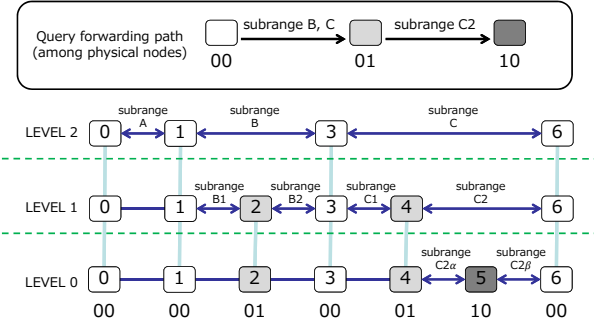 Query forwarding path
(among physical nodes)
subrange B, C
subrange C2
00 01 10
subrange A
subrange B
subrange C
LEVEL 2
0 1 3 6
subrange B1
subrange B2
subrange C1
subrange C2
LEVEL 1
0 1 2 3 4 6
subrange C2α
subrange C2β
LEVEL 0
0 1 2 3 4 5 6
00 00 01 00 01 10 00